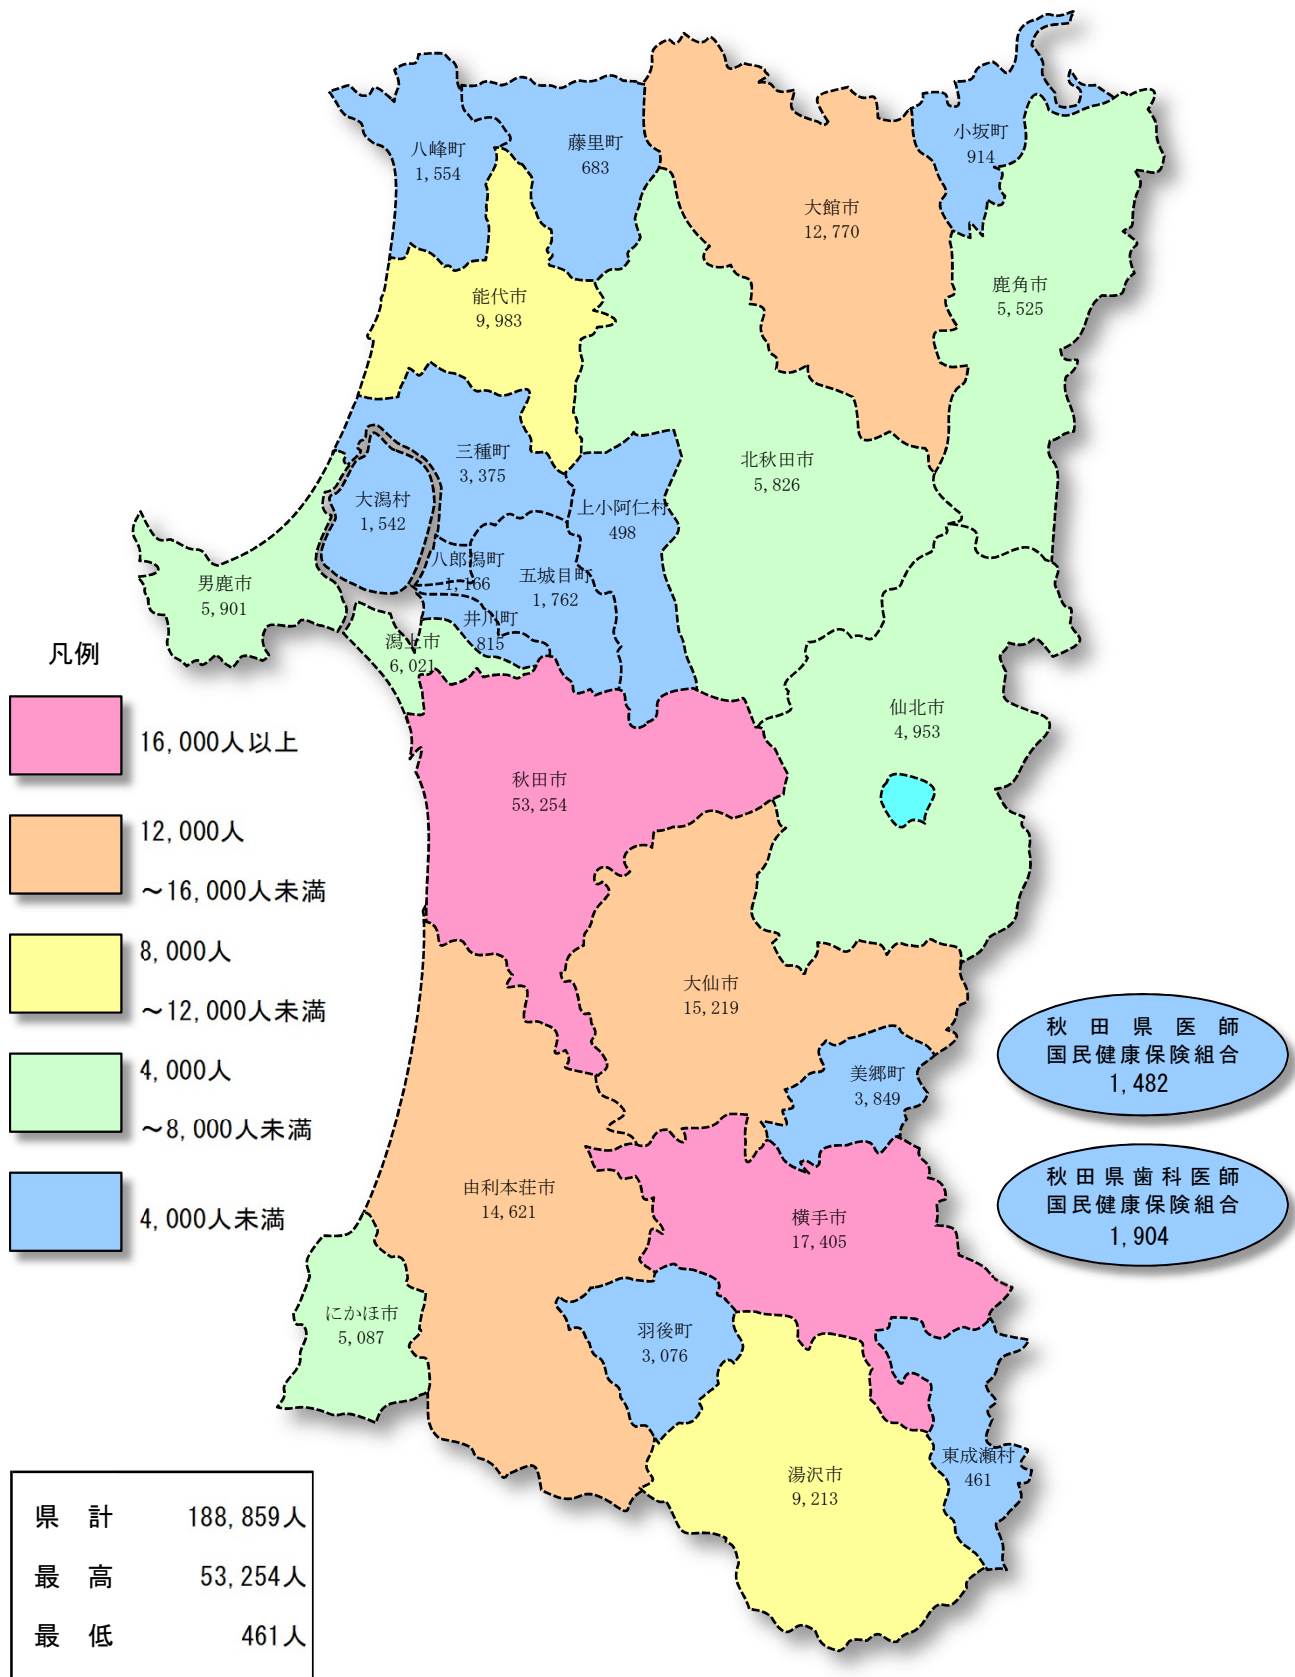 八峰町
1,554
藤里町
683
小坂町
914
大館市
12,770
鹿角市
5,525
能代市
9,983
三種町
3,375
北秋田市
5,826
大潟村
1,542
上小阿仁村
498
八郎潟町
1,166
五城目町
1,762
男鹿市
5,901
井川町
815
潟上市
6,021
仙北市
4,953
秋田市
53,254
大仙市
15,219
美郷町
3,849
由利本荘市
14,621
横手市
17,405
にかほ市
5,087
羽後町
3,076
東成瀬村
461
湯沢市
9,213
凡例
16,000人以上
12,000人
～16,000人未満
8,000人
～12,000人未満
4,000人
～8,000人未満
4,000人未満
秋田県医師
国民健康保険組合
1,482
秋田県歯科医師
国民健康保険組合
1,904
県計 188,859人
最高 53,254人
最低 461人